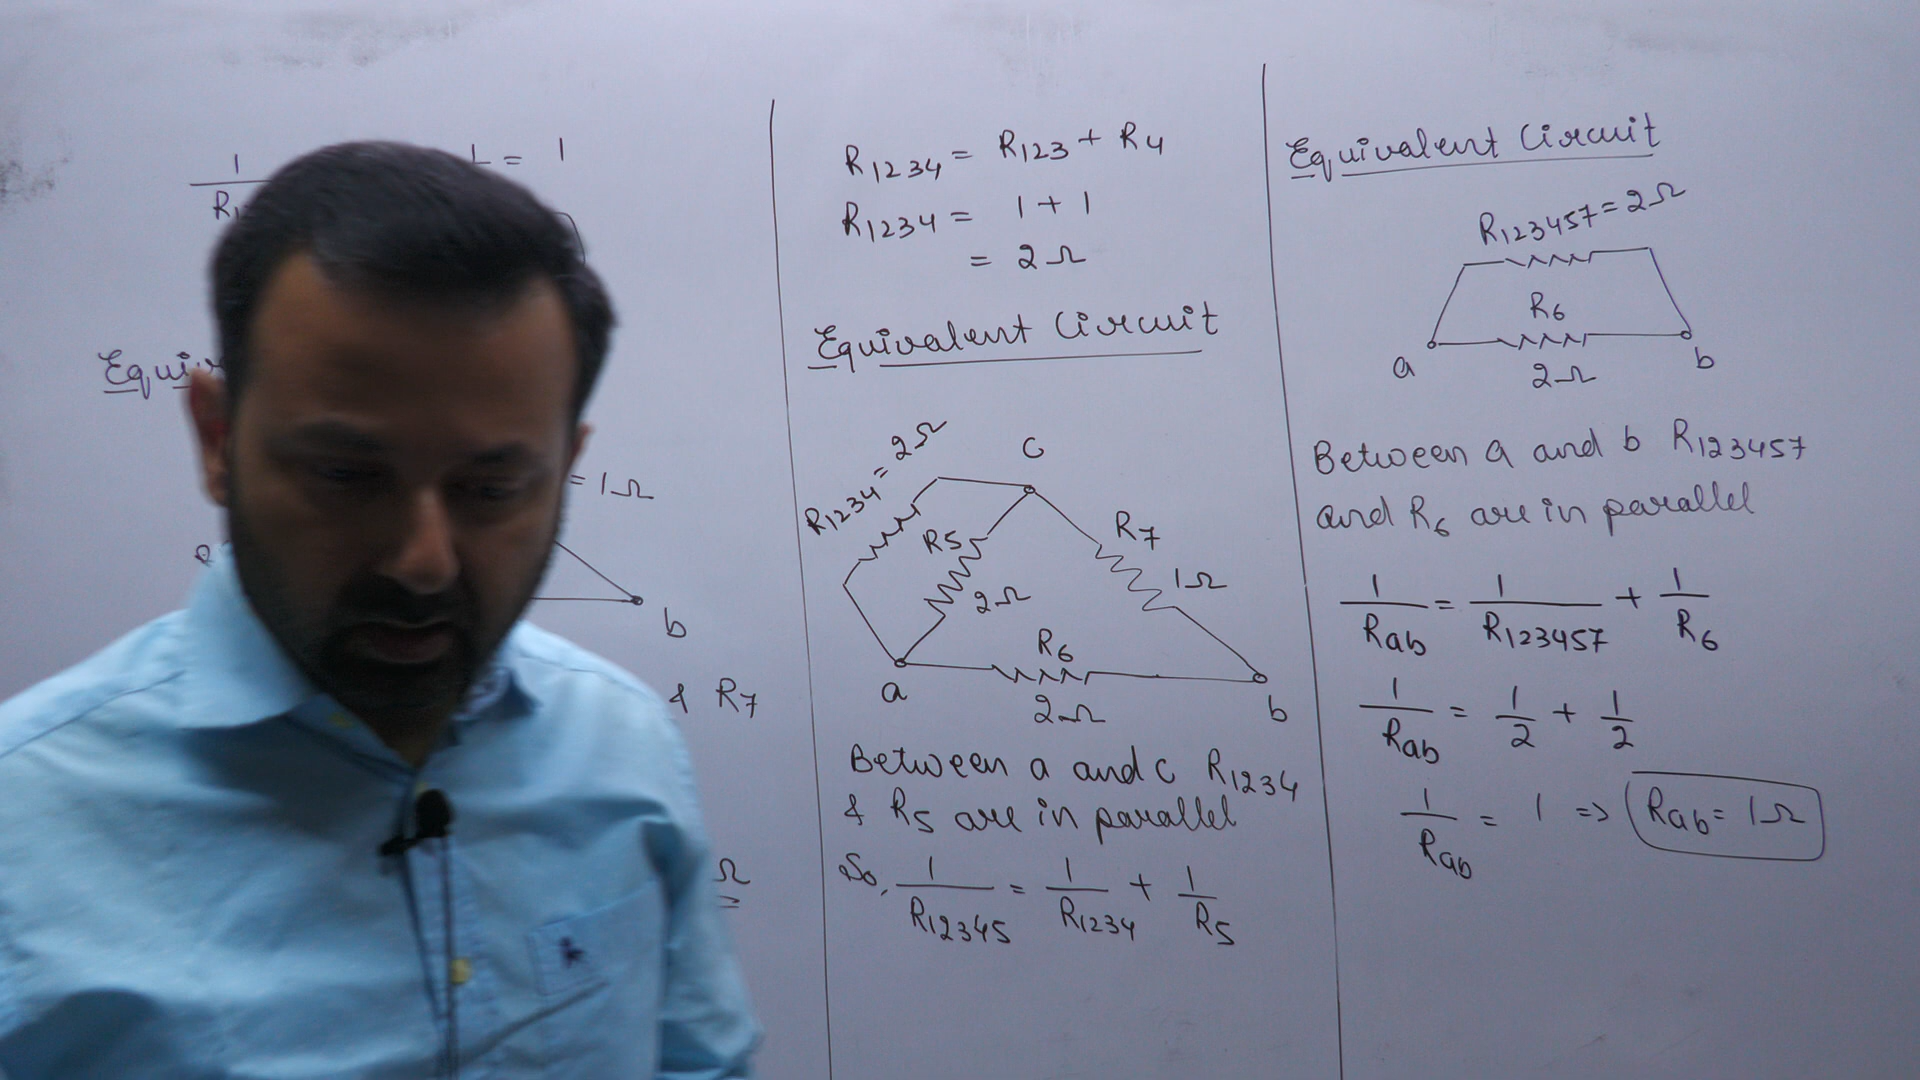 1
L = 1
= 1Ω
b
& R7
Ω
R1234 = R123 + R4
R1234 = 1 + 1
= 2Ω
Equivalent Circuit
R1234 = 2Ω
C
R5
2Ω
R7
1Ω
R6
2Ω
a
b
Between a and c R1234
& R5 are in parallel
So, 1/R12345 = 1/R1234 + 1/R5
Equivalent Circuit
R123457 = 2Ω
R6
2Ω
a
b
Between a and b R123457
and R6 are in parallel
1/Rab = 1/R123457 + 1/R6
1/Rab = 1/2 + 1/2
1/Rab = 1 => Rab = 1Ω